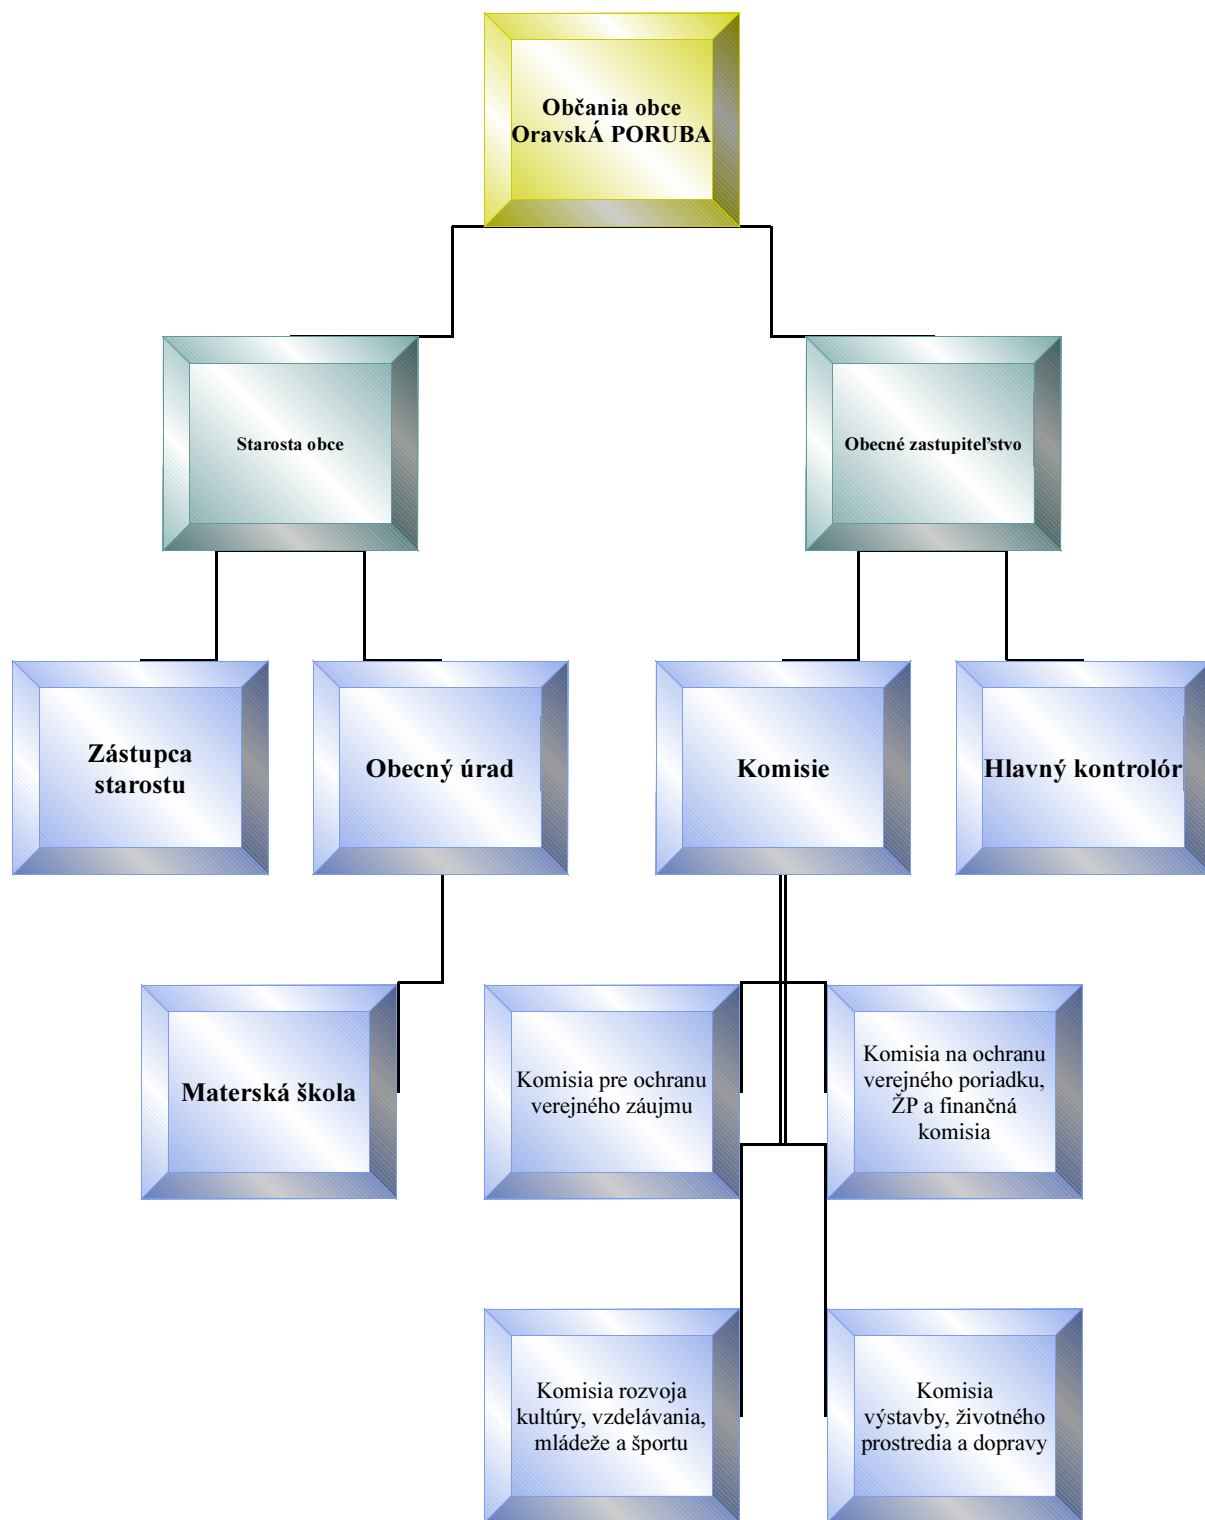 Občania obce
OravskÁ PORUBA
Starosta obce
Obecné zastupiteľstvo
Zástupca
starostu
Obecný úrad
Komisie
Hlavný kontrolór
Materská škola
Komisia pre ochranu
verejného záujmu
Komisia na ochranu
verejného poriadku,
ŽP a finančná
komisia
Komisia rozvoja
kultúry, vzdelávania,
mládeže a športu
Komisia
výstavby, životného
prostredia a dopravy